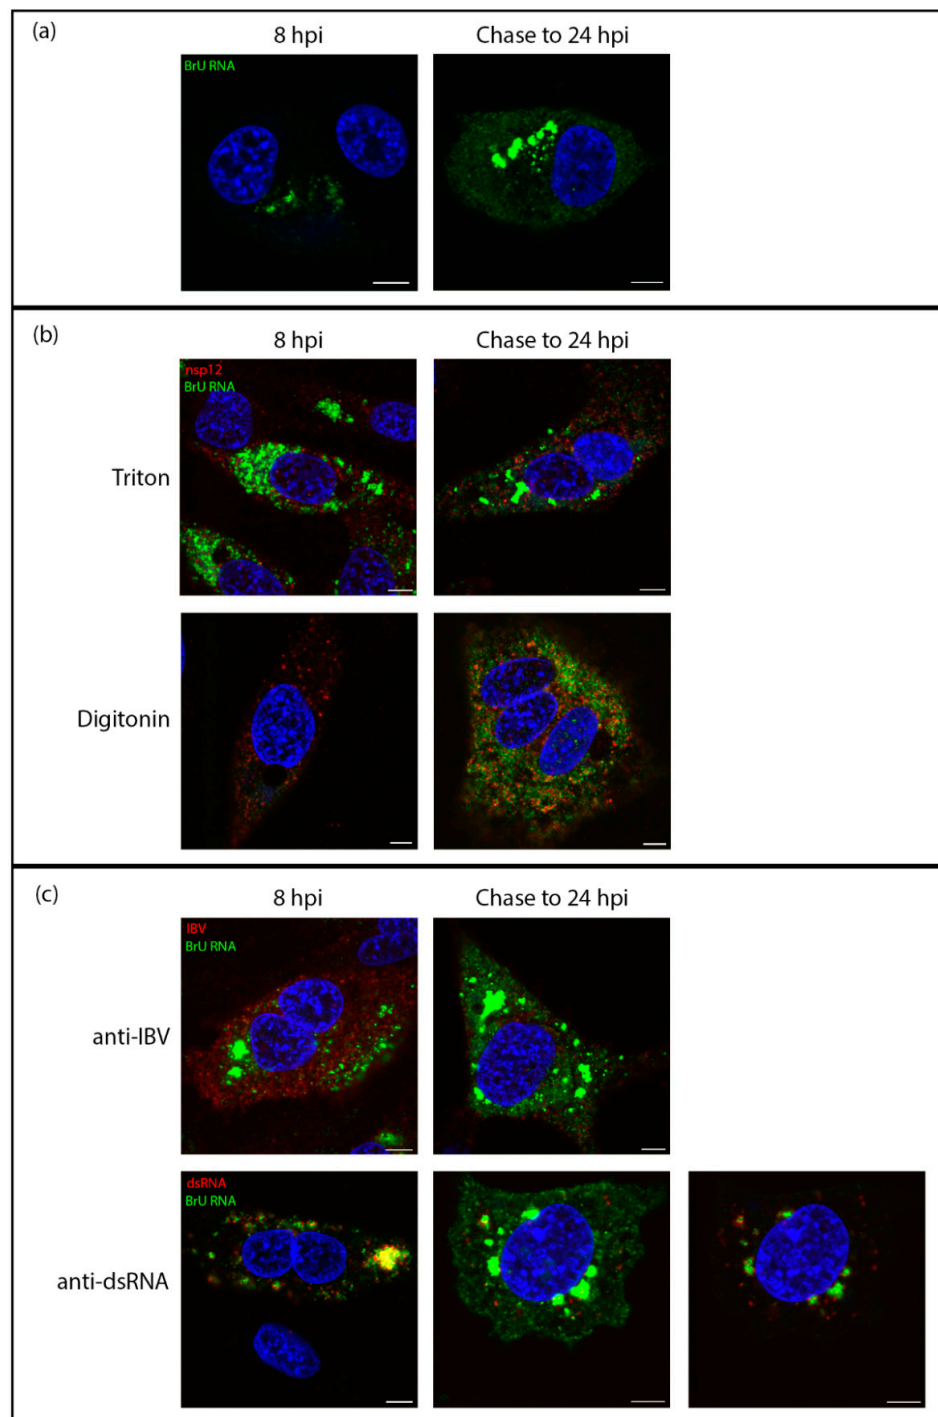 (a)
8 hpi
Chase to 24 hpi
BrU RNA
(b)
8 hpi
Chase to 24 hpi
nsp12
BrU RNA
Triton
Digitonin
(c)
8 hpi
Chase to 24 hpi
IBV
BrU RNA
anti-IBV
dsRNA
BrU RNA
anti-dsRNA